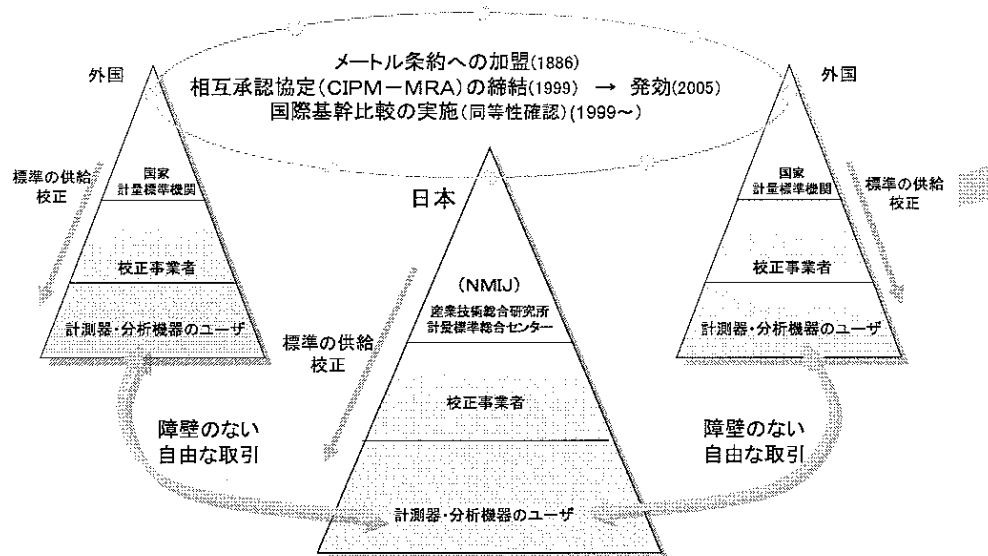 メートル条約への加盟(1886)
相互承認協定(CIPM-MRA)の締結(1999) → 発効(2005)
国際基幹比較の実施(同等性確認)(1999~)
外国
標準の供給
校正
国家
計量標準機関
校正事業者
計測器・分析機器のユーザ
日本
(NMIJ)
産業技術総合研究所
計量標準総合センター
標準の供給
校正
校正事業者
計測器・分析機器のユーザ
外国
国家
計量標準機関
標準の供給
校正
校正事業者
計測器・分析機器のユーザ
障壁のない
自由な取引
障壁のない
自由な取引